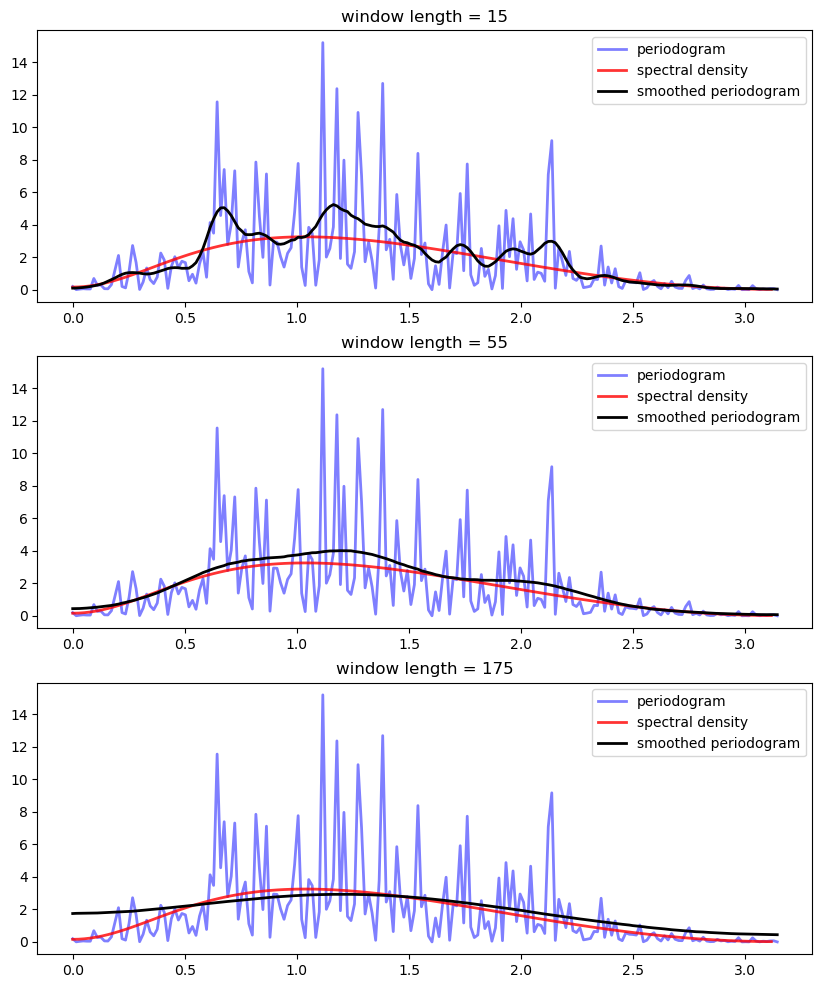 window length = 15
14
12
10
8
6
4
2
0
periodogram
spectral density
smoothed periodogram
0.0 0.5 1.0 1.5 2.0 2.5 3.0
window length = 55
14
12
10
8
6
4
2
0
periodogram
spectral density
smoothed periodogram
0.0 0.5 1.0 1.5 2.0 2.5 3.0
window length = 175
14
12
10
8
6
4
2
0
periodogram
spectral density
smoothed periodogram
0.0 0.5 1.0 1.5 2.0 2.5 3.0